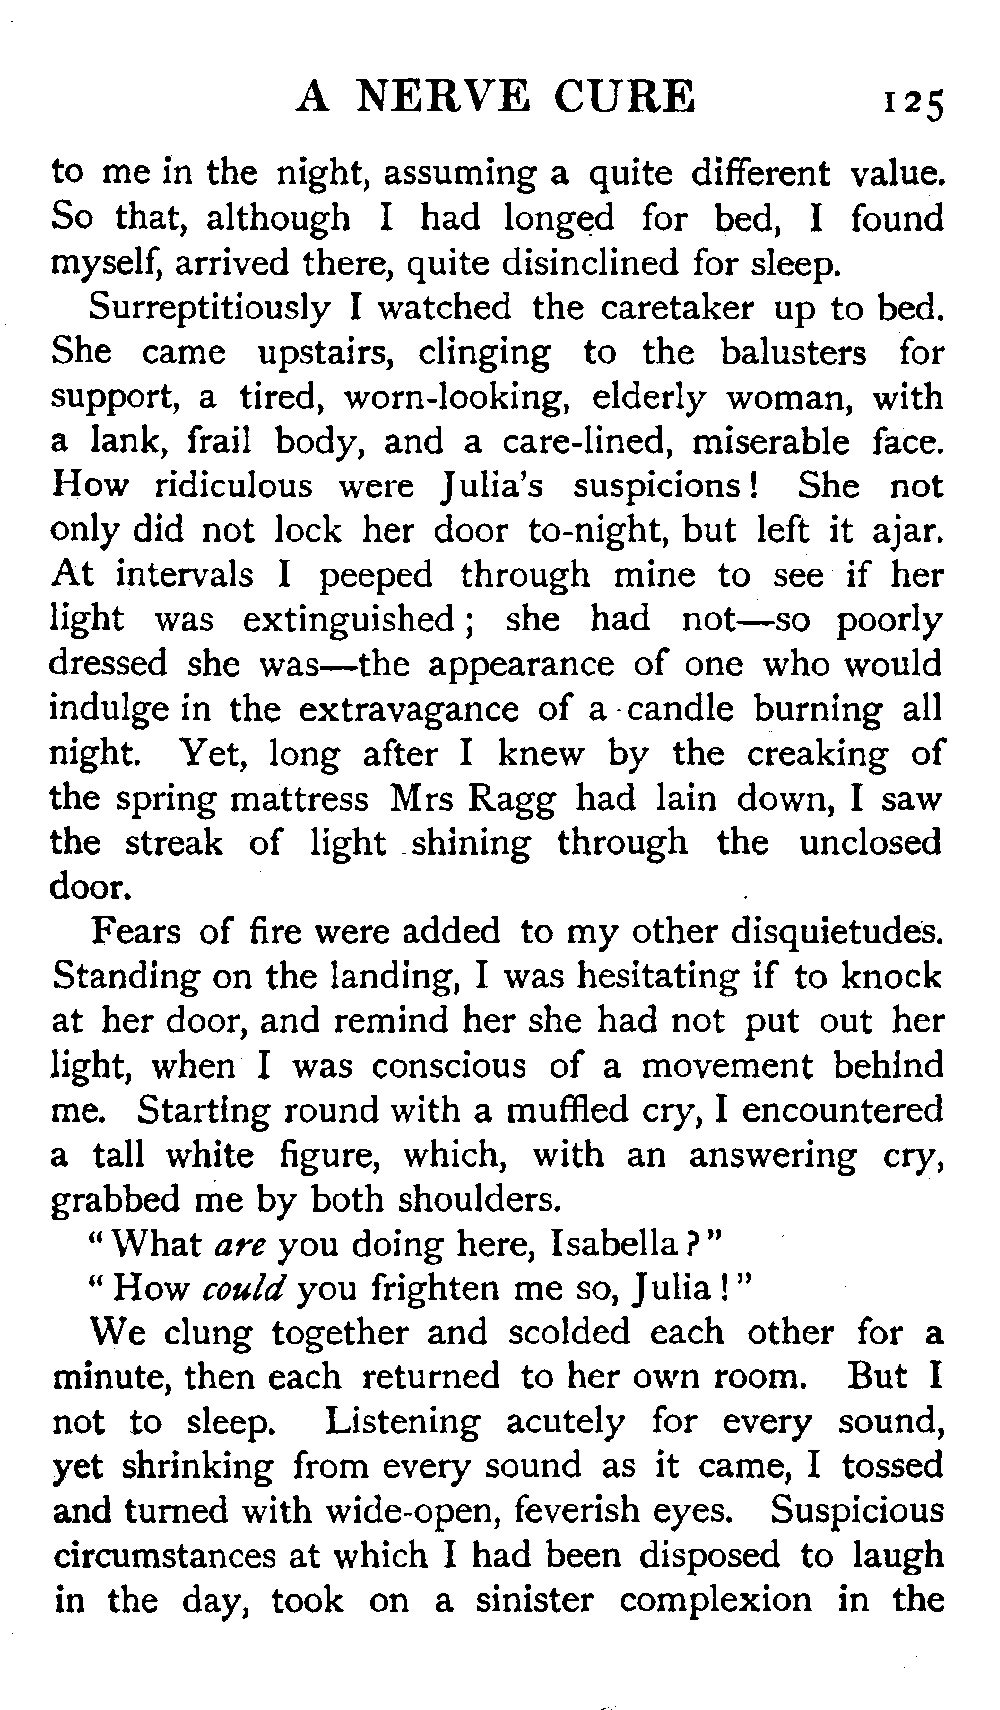 A NERVE CURE 125
to me in the night, assuming a quite different value.
So that, although I had longed for bed, I found
myself, arrived there, quite disinclined for sleep.
Surreptitiously I watched the caretaker up to bed.
She came upstairs, clinging to the balusters for
support, a tired, worn-looking, elderly woman, with
a lank, frail body, and a care-lined, miserable face.
How ridiculous were Julia's suspicions! She not
only did not lock her door to-night, but left it ajar.
At intervals I peeped through mine to see if her
light was extinguished; she had not—so poorly
dressed she was—the appearance of one who would
indulge in the extravagance of a candle burning all
night. Yet, long after I knew by the creaking of
the spring mattress Mrs Ragg had lain down, I saw
the streak of light shining through the unclosed
door.
Fears of fire were added to my other disquietudes.
Standing on the landing, I was hesitating if to knock
at her door, and remind her she had not put out her
light, when I was conscious of a movement behind
me. Starting round with a muffled cry, I encountered
a tall white figure, which, with an answering cry,
grabbed me by both shoulders.
"What are you doing here, Isabella?"
"How could you frighten me so, Julia!"
We clung together and scolded each other for a
minute, then each returned to her own room. But I
not to sleep. Listening acutely for every sound,
yet shrinking from every sound as it came, I tossed
and turned with wide-open, feverish eyes. Suspicious
circumstances at which I had been disposed to laugh
in the day, took on a sinister complexion in the